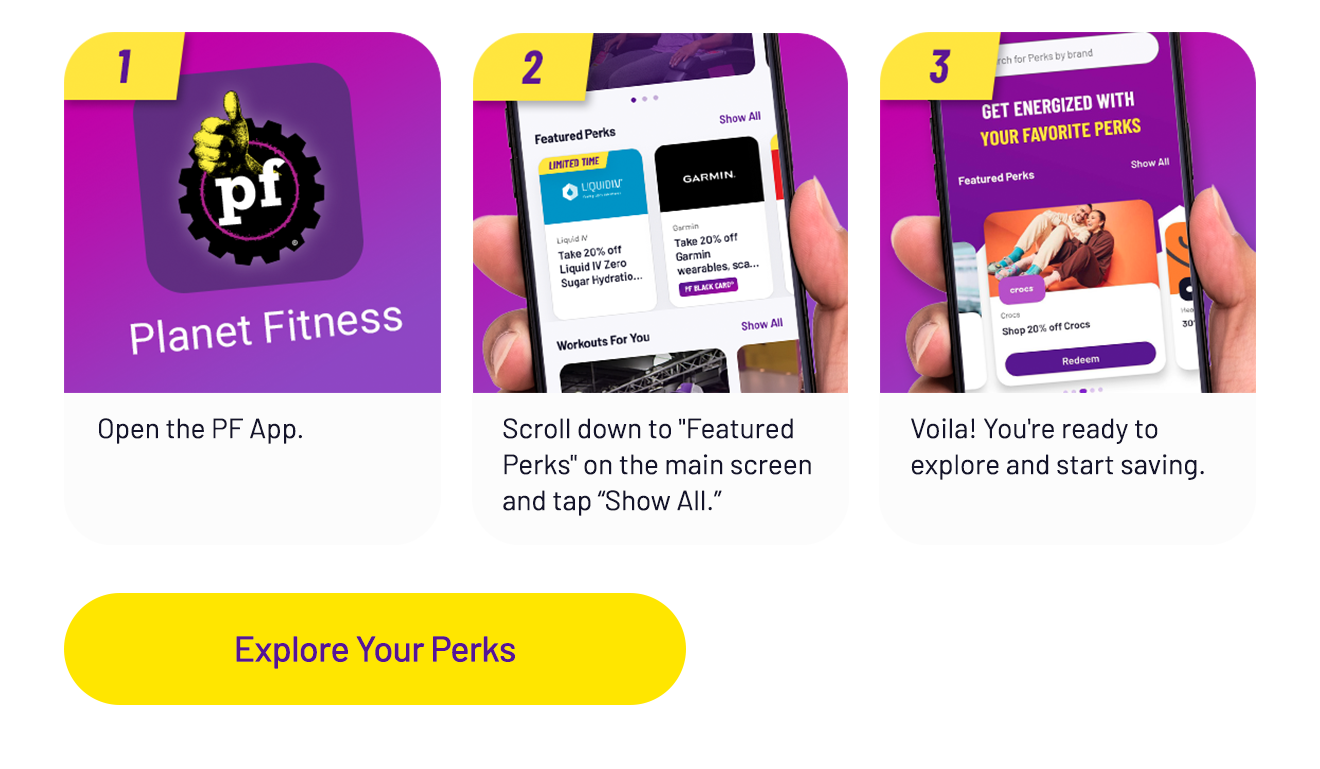 1
pf
®
Planet Fitness
Open the PF App.
2
Featured Perks
Show All
LIMITED TIME
LIQUID I.V.
GARMIN.
Liquid IV
Take 20% off
Liquid IV Zero
Sugar Hydratio...
Garmin
Take 20% off
Garmin
wearables, sca...
PF BLACK CARD®
Workouts For You
Show All
Scroll down to "Featured
Perks" on the main screen
and tap “Show All.”
3
for Perks by brand
GET ENERGIZED WITH
YOUR FAVORITE PERKS
Show All
Featured Perks
crocs
Crocs
Shop 20% off Crocs
Redeem
Voila! You're ready to
explore and start saving.
Explore Your Perks